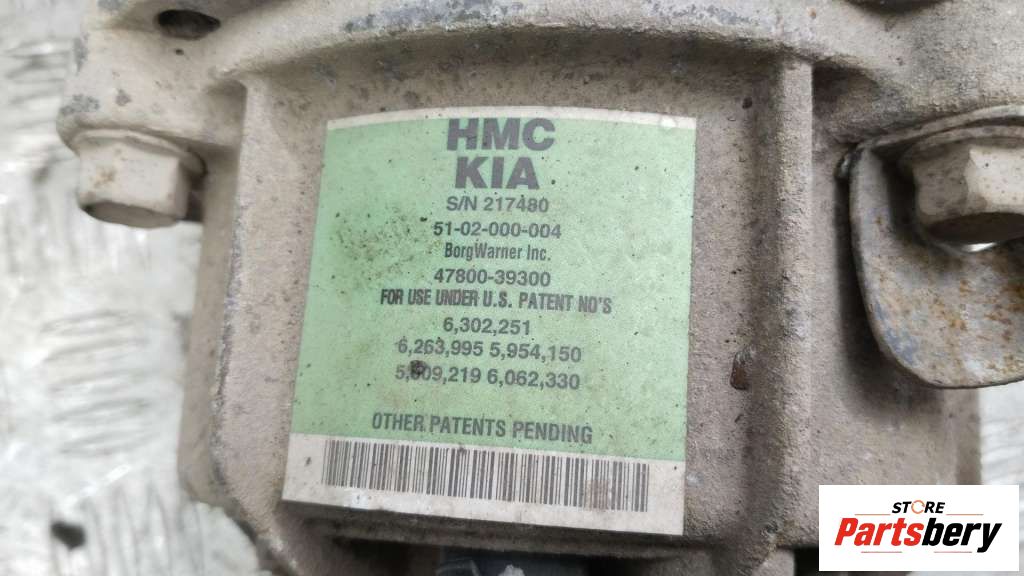 HMC
KIA
S/N 217480
51-02-000-004
BorgWarner Inc.
47800-39300
FOR USE UNDER U.S. PATENT NO'S
6,302,251
6,263,995 5,954,150
5,609,219 6,062,330
OTHER PATENTS PENDING
STORE
Partsbery